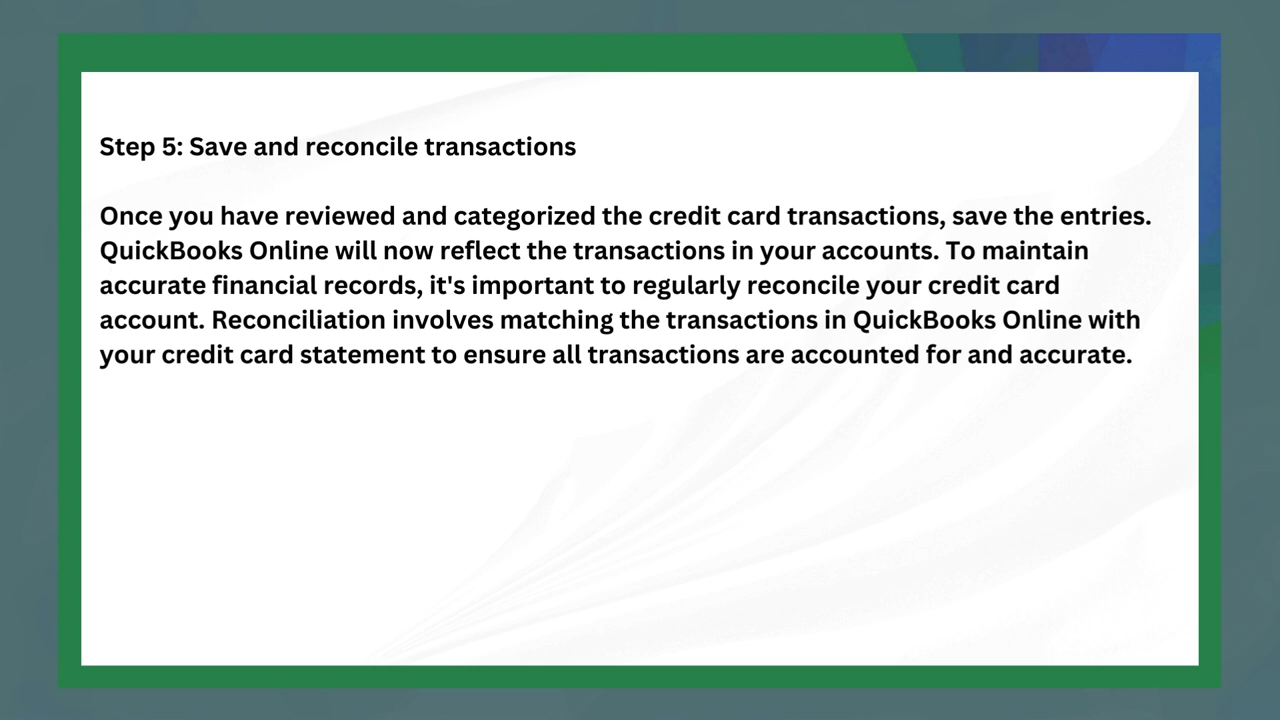 Step 5: Save and reconcile transactions
Once you have reviewed and categorized the credit card transactions, save the entries.
QuickBooks Online will now reflect the transactions in your accounts. To maintain
accurate financial records, it's important to regularly reconcile your credit card
account. Reconciliation involves matching the transactions in QuickBooks Online with
your credit card statement to ensure all transactions are accounted for and accurate.